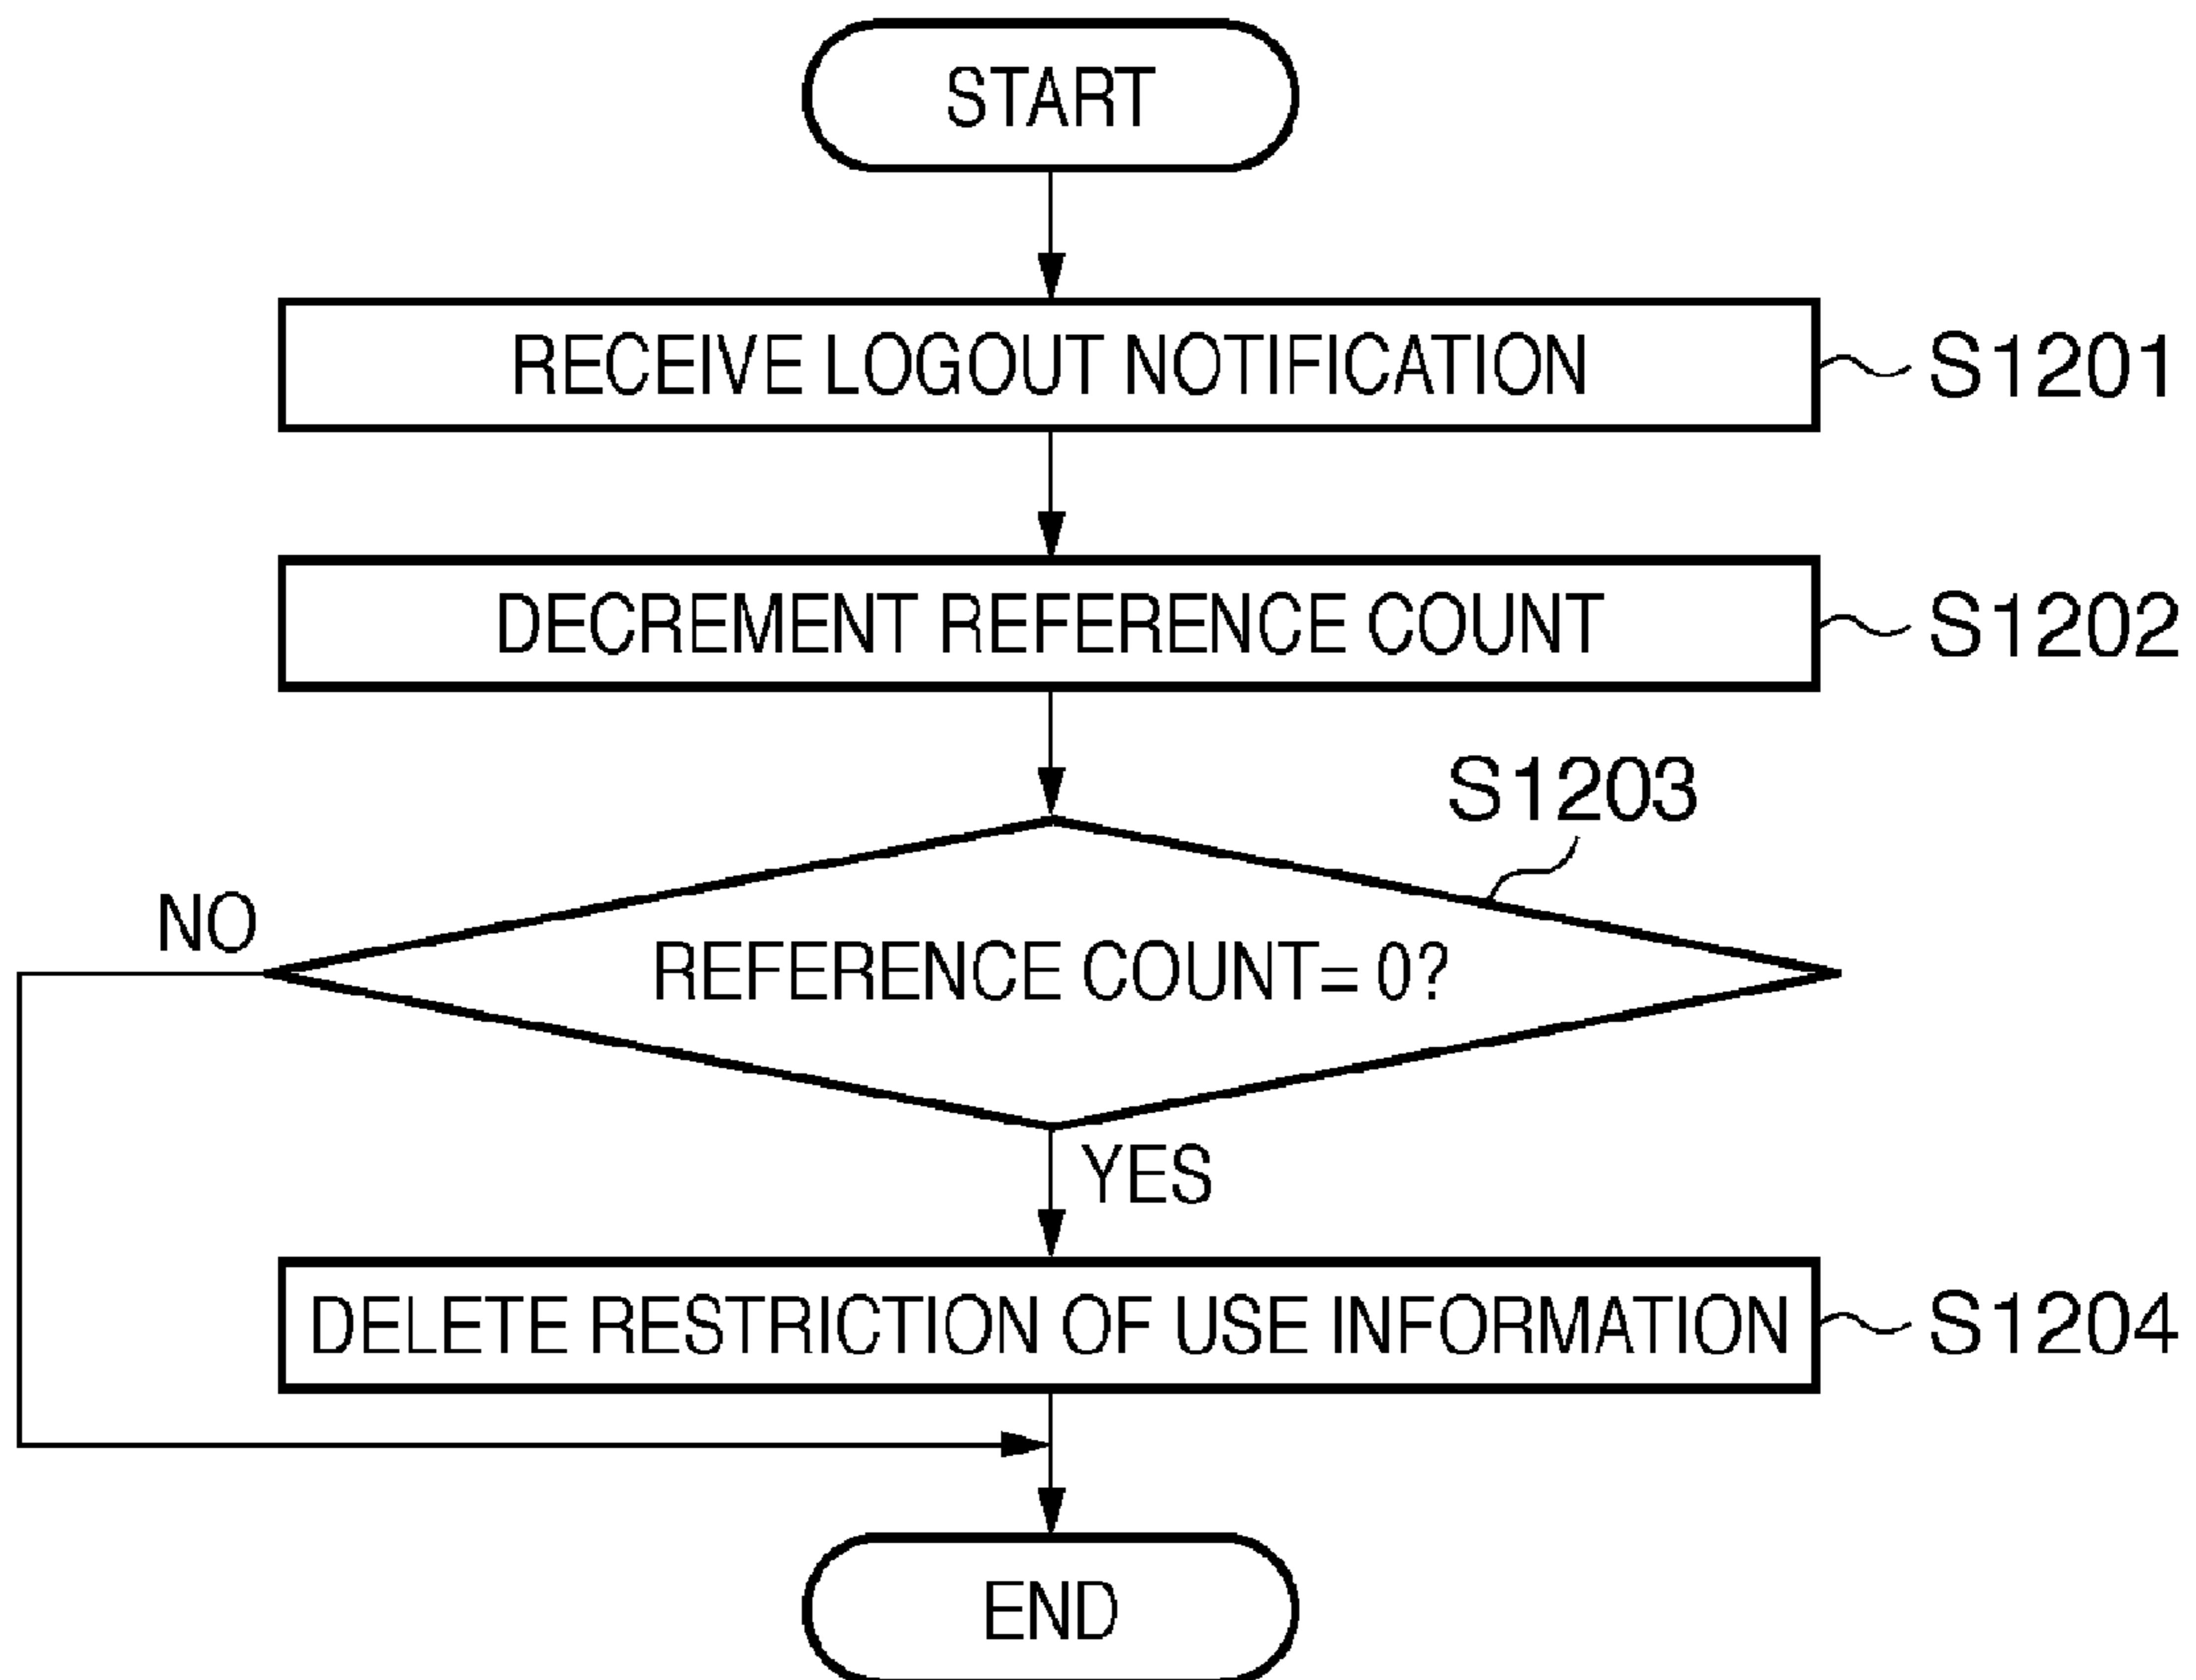 START
RECEIVE LOGOUT NOTIFICATION
S1201
DECREMENT REFERENCE COUNT
S1202
S1203
NO
REFERENCE COUNT= 0?
YES
DELETE RESTRICTION OF USE INFORMATION
S1204
END